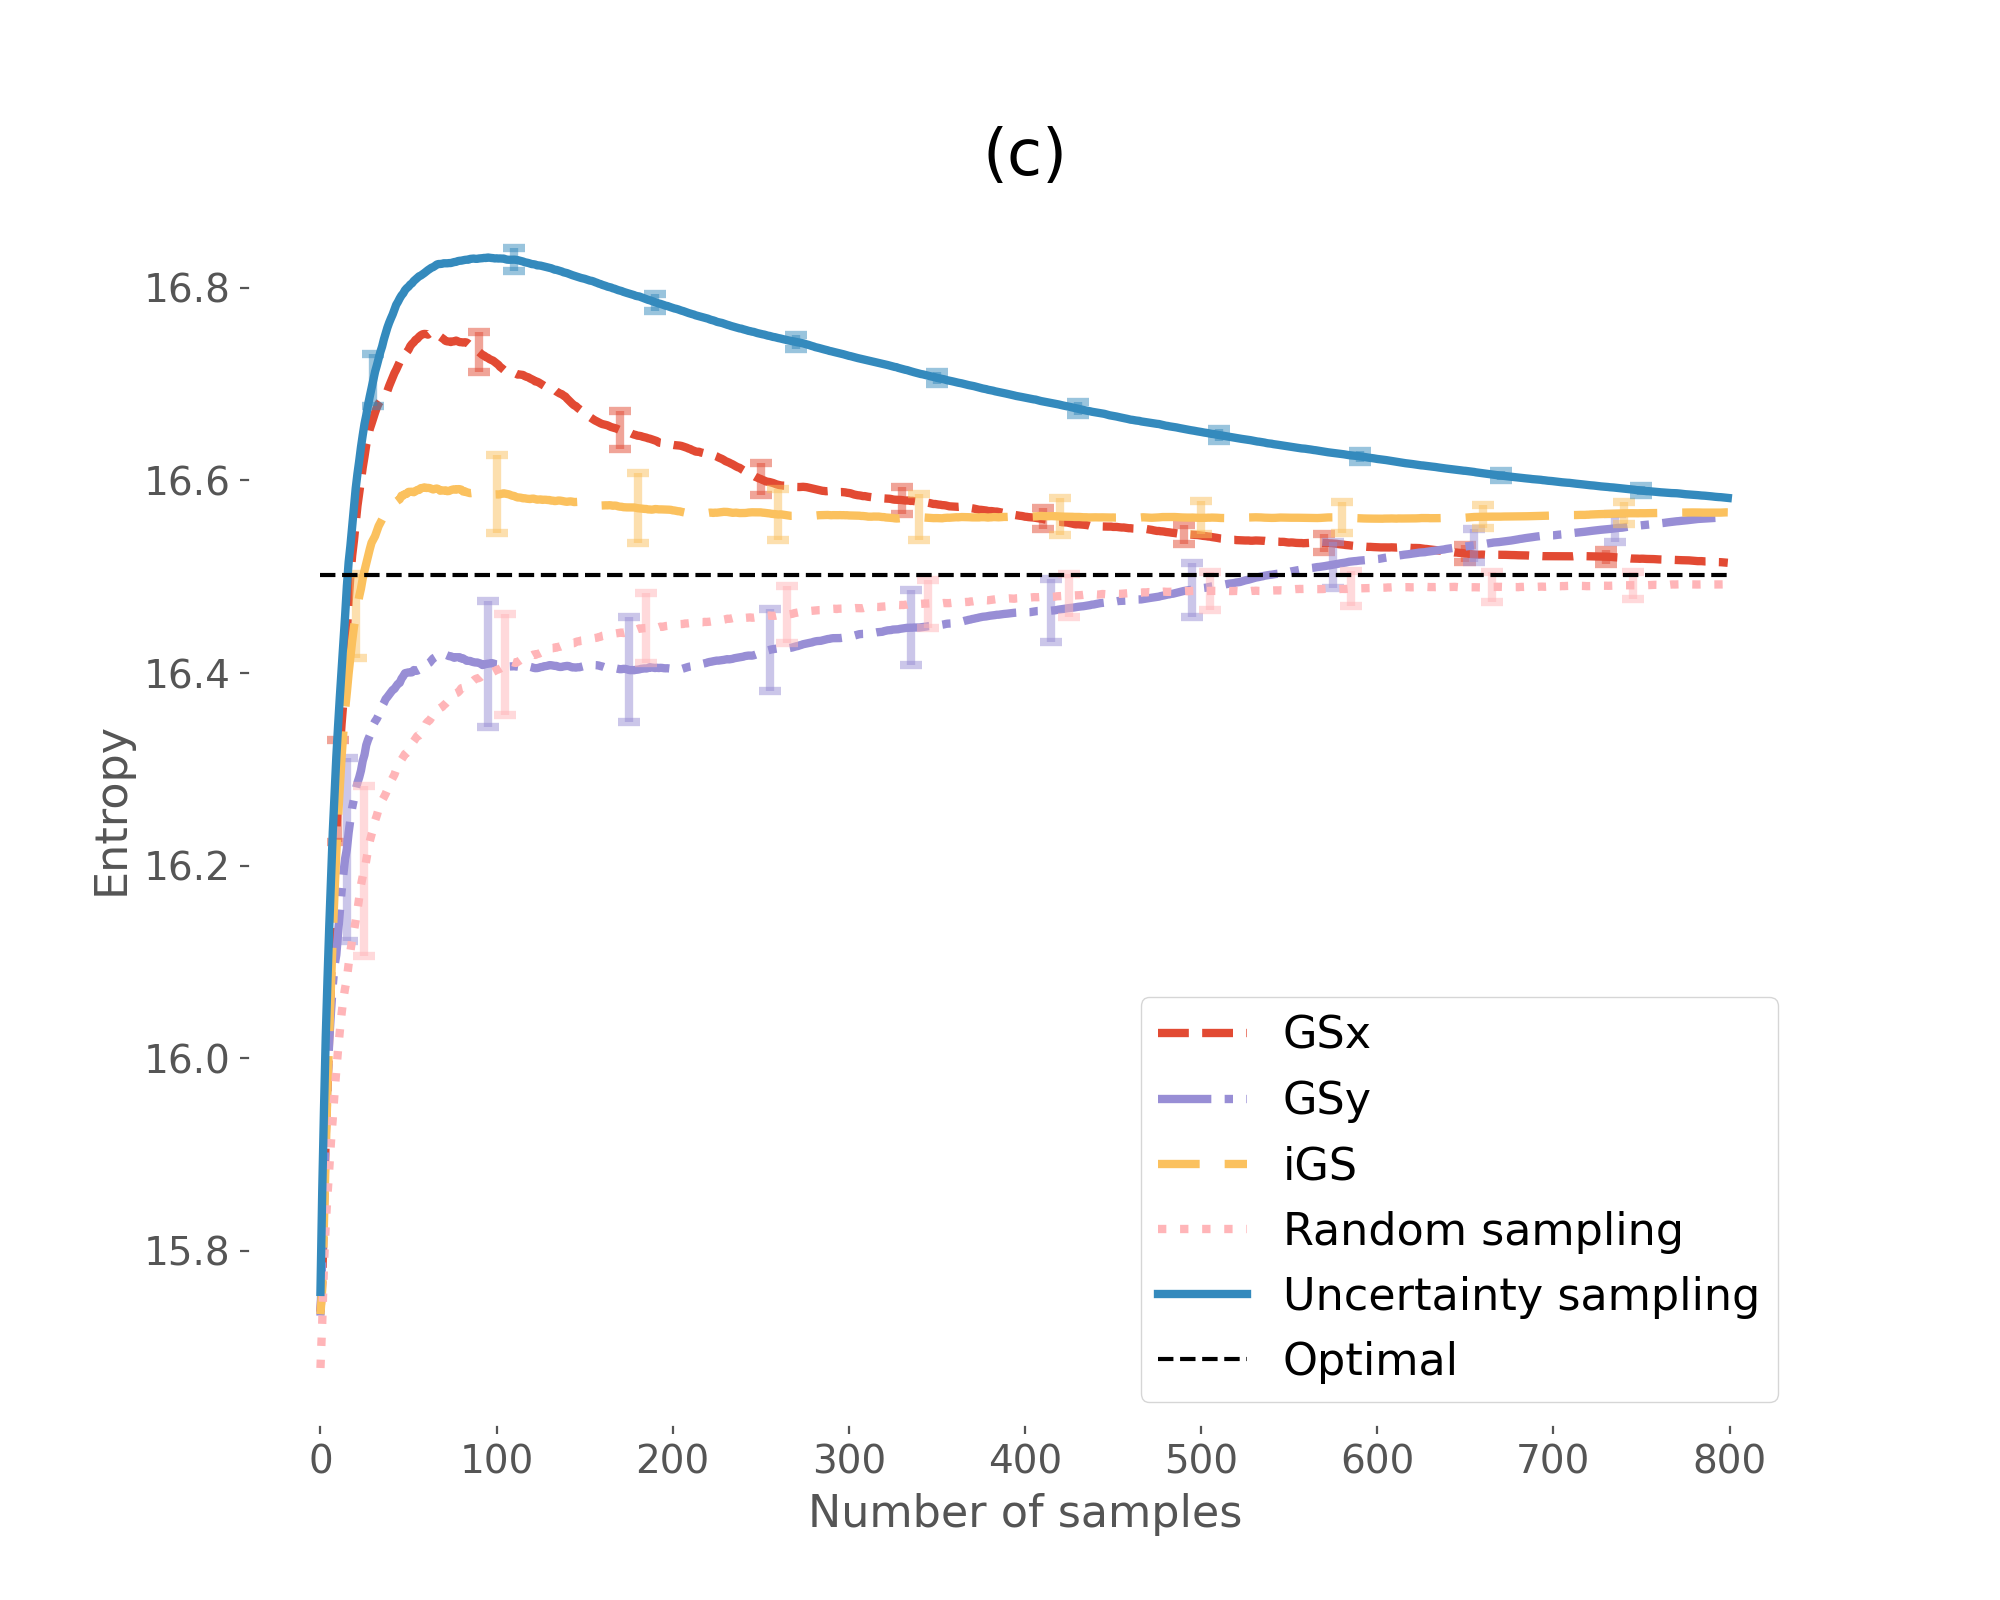 (c)
16.8
16.6
16.4
16.2
16.0
15.8
Entropy
GSx
GSy
iGS
Random sampling
Uncertainty sampling
Optimal
0 100 200 300 400 500 600 700 800
Number of samples